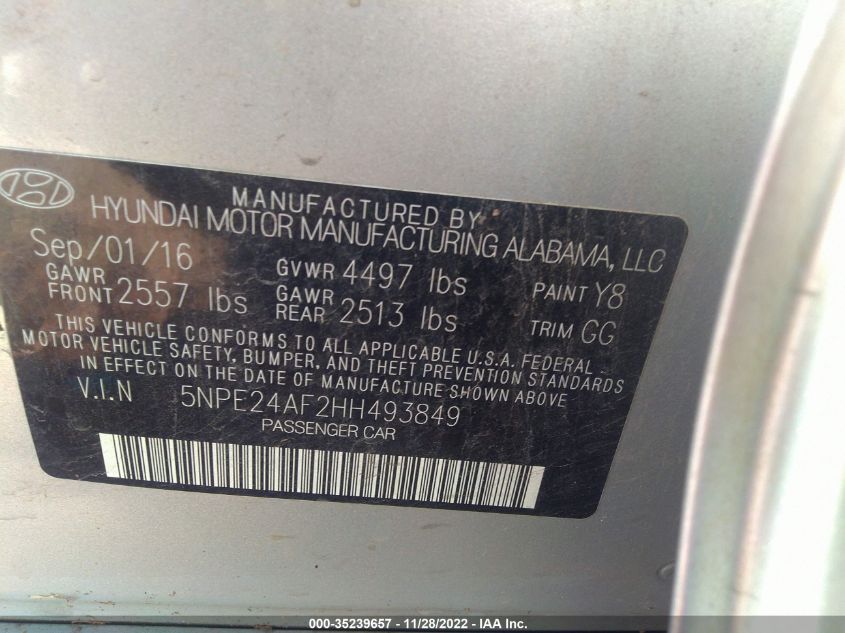 MANUFACTURED BY
HYUNDAI MOTOR MANUFACTURING ALABAMA, LLC
Sep/01/16
GAWR
FRONT 2557 lbs
GVWR 4497 lbs
GAWR
REAR 2513 lbs
PAINT Y8
TRIM GG
THIS VEHICLE CONFORMS TO ALL APPLICABLE U.S.A. FEDERAL
MOTOR VEHICLE SAFETY, BUMPER, AND THEFT PREVENTION STANDARDS
IN EFFECT ON THE DATE OF MANUFACTURE SHOWN ABOVE
V.I.N 5NPE24AF2HH493849
PASSENGER CAR
000-35239657 - 11/28/2022 - IAA Inc.